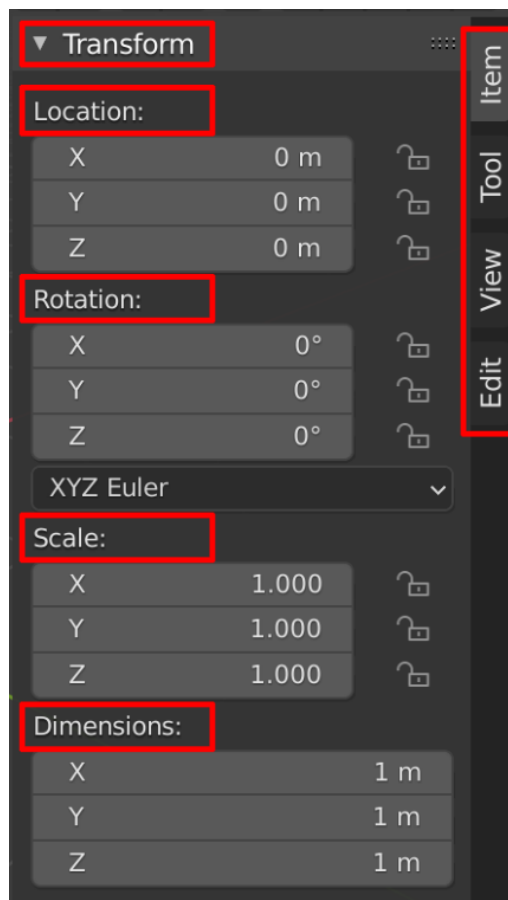 Transform
Location:
X 0 m
Y 0 m
Z 0 m
Rotation:
X 0°
Y 0°
Z 0°
XYZ Euler
Scale:
X 1.000
Y 1.000
Z 1.000
Dimensions:
X 1 m
Y 1 m
Z 1 m
Item
Tool
View
Edit